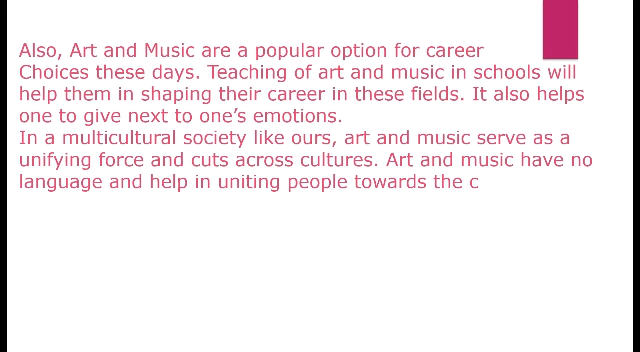 Also, Art and Music are a popular option for career
Choices these days. Teaching of art and music in schools will
help them in shaping their career in these fields. It also helps
one to give next to one’s emotions.
In a multicultural society like ours, art and music serve as a
unifying force and cuts across cultures. Art and music have no
language and help in uniting people towards the c